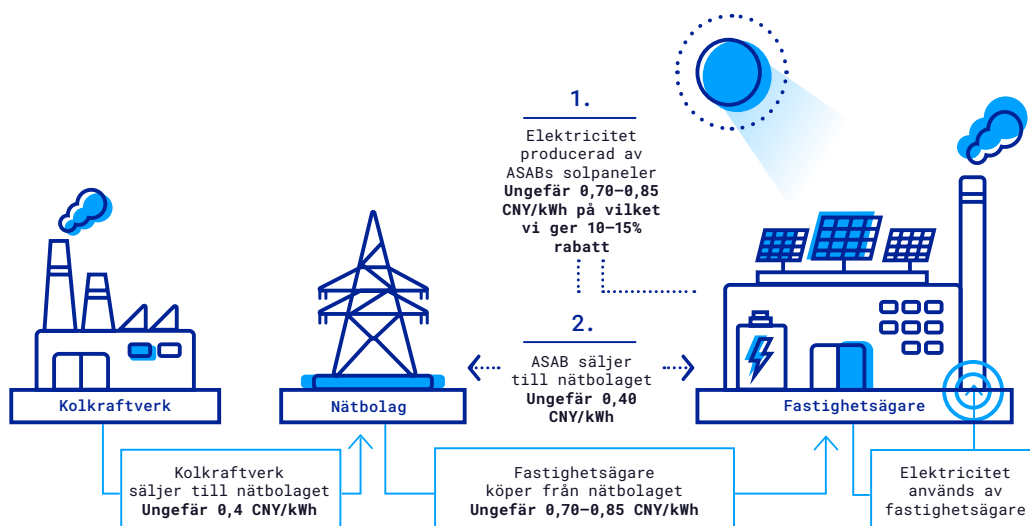 1.
Elektricitet
producerad av
ASABs solpaneler
Ungefär 0,70–0,85
CNY/kWh på vilket
vi ger 10–15%
rabatt
2.
ASAB säljer
till nätbolaget
Ungefär 0,40
CNY/kWh
Kolkraftverk
Nätbolag
Fastighetsägare
Kolkraftverk
säljer till nätbolaget
Ungefär 0,4 CNY/kWh
Fastighetsägare
köper från nätbolaget
Ungefär 0,70–0,85 CNY/kWh
Elektricitet
används av
fastighetsägare